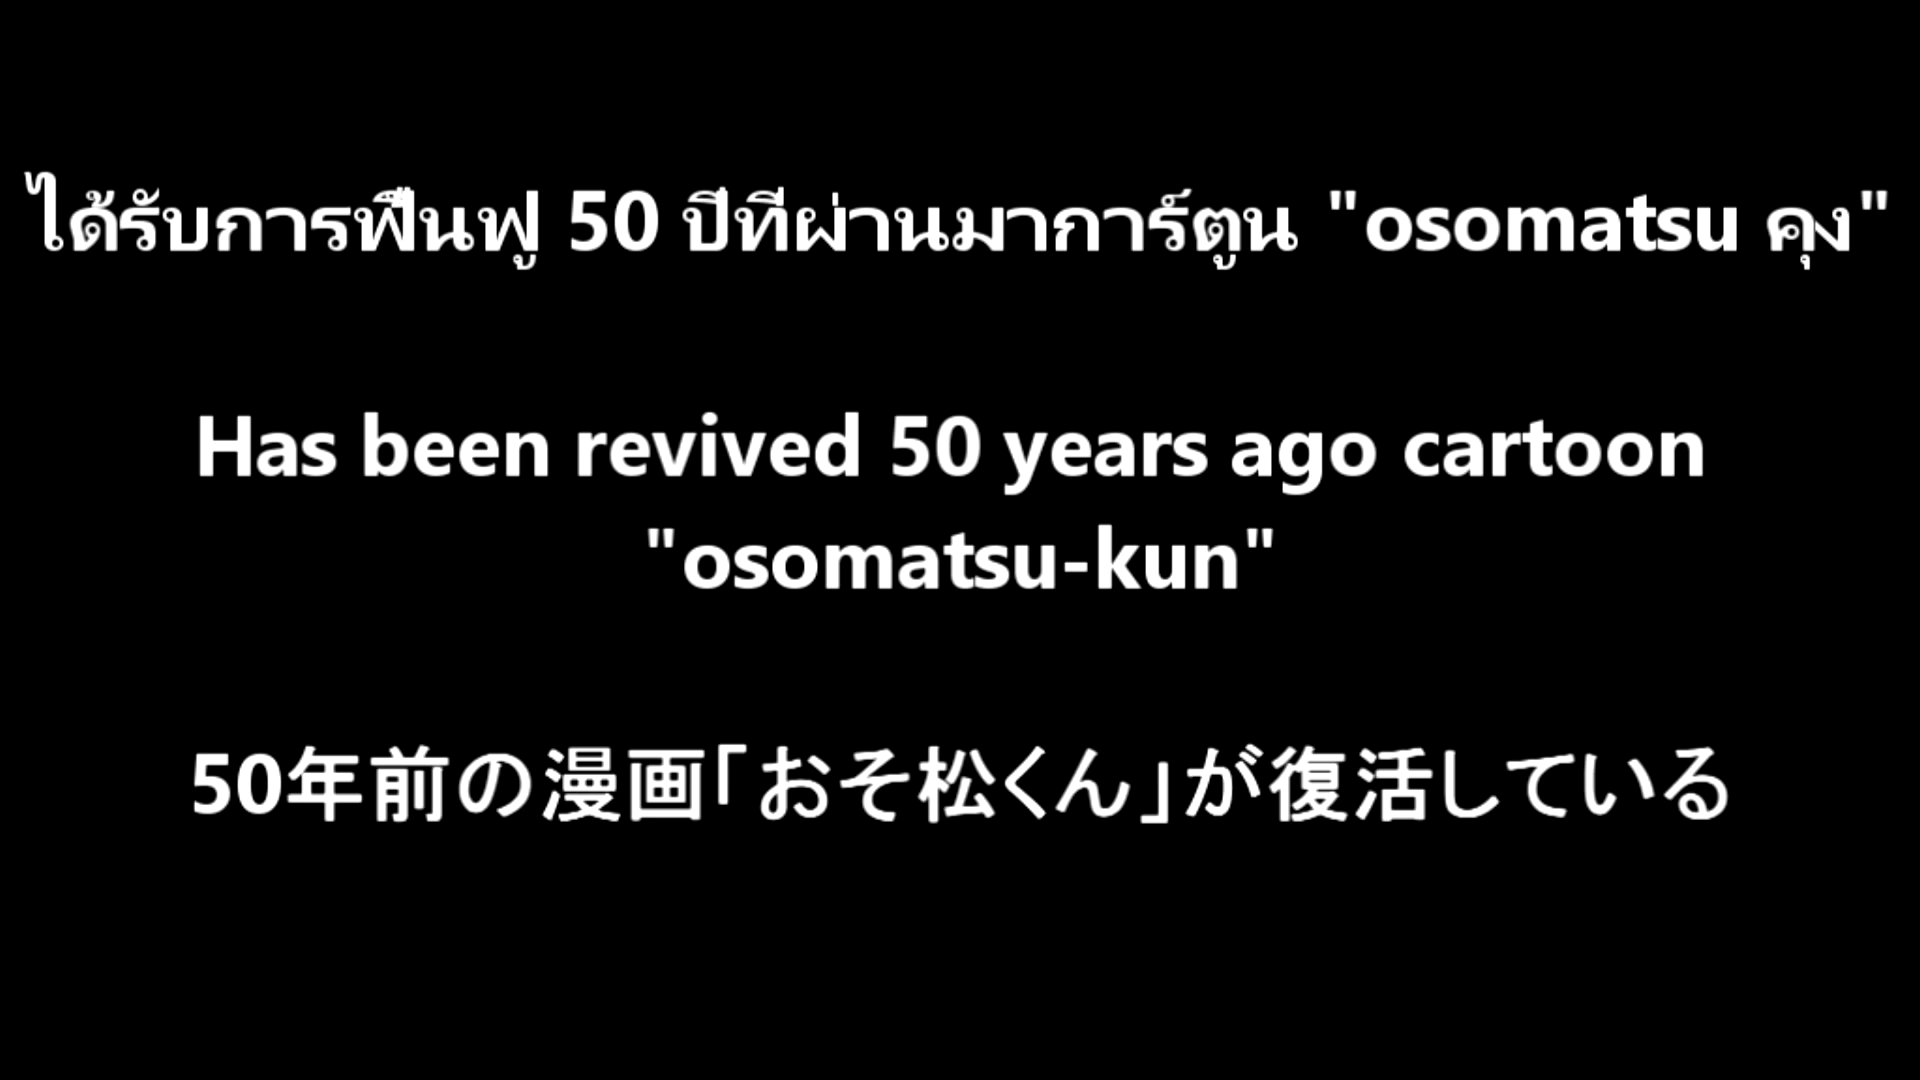 ได้รับการฟื้นฟู 50 ปีที่ผ่านมาการ์ตูน "osomatsu คุง"
Has been revived 50 years ago cartoon
"osomatsu-kun"
50年前の漫画「おそ松くん」が復活している